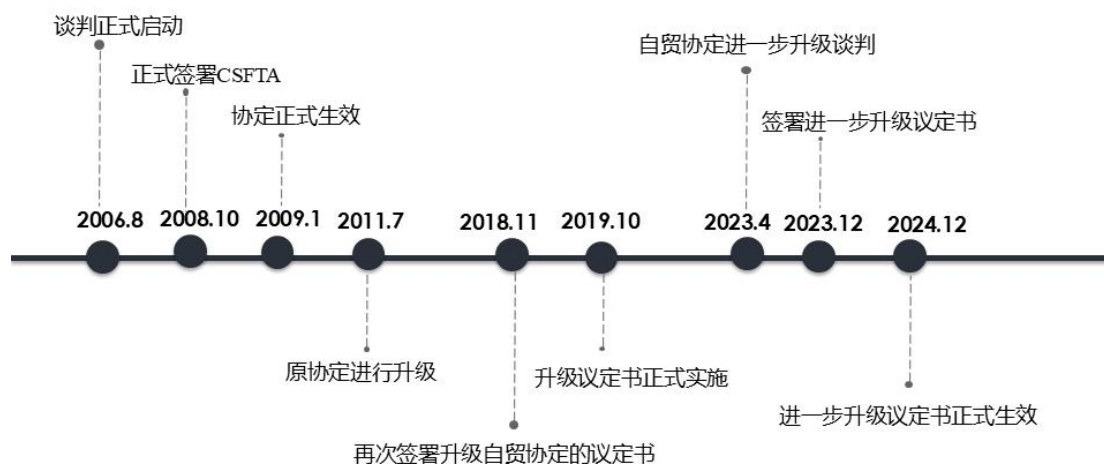 谈判正式启动
正式签署CSFTA
协定正式生效
自贸协定进一步升级谈判
签署进一步升级议定书
2006.8
2008.10
2009.1
2011.7
2018.11
2019.10
2023.4
2023.12
2024.12
原协定进行升级
升级议定书正式实施
进一步升级议定书正式生效
再次签署升级自贸协定的议定书